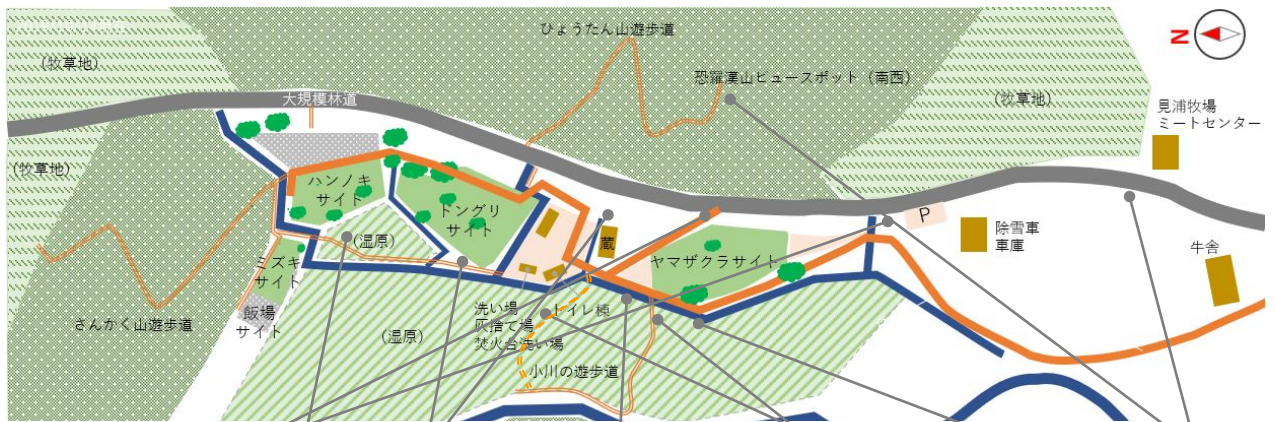 ひょうたん山遊歩道
N
(牧草地)
恐羅漢山ビュースポット（南西）
大規模林道
(牧草地)
見浦牧場
ミートセンター
(牧草地)
ハンノキ
サイト
ドングリ
サイト
P
除雪車
車庫
(湿原)
蔵
ヤマザクラサイト
牛舎
ミズキ
サイト
飯場
サイト
さんかく山遊歩道
(湿原)
洗い場
灰捨て場
焚火台洗い場
トイレ棟
小川の遊歩道